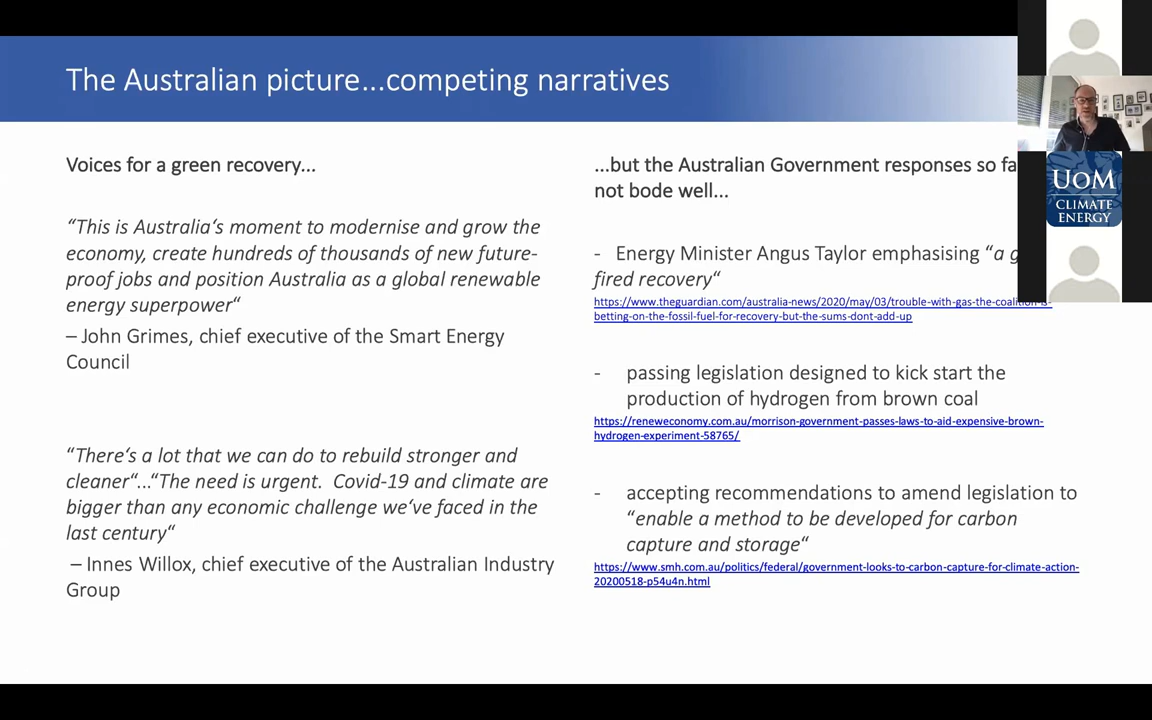 The Australian picture...competing narratives
Voices for a green recovery...
“This is Australia‘s moment to modernise and grow the
economy, create hundreds of thousands of new future-
proof jobs and position Australia as a global renewable
energy superpower“
– John Grimes, chief executive of the Smart Energy
Council
“There‘s a lot that we can do to rebuild stronger and
cleaner“...“The need is urgent.  Covid-19 and climate are
bigger than any economic challenge we‘ve faced in the
last century“
– Innes Willox, chief executive of the Australian Industry
Group
...but the Australian Government responses so
not bode well...
- Energy Minister Angus Taylor emphasising “a
fired recovery“
https://www.theguardian.com/australia-news/2020/may/03/trouble-with-gas-the-coalition-is-
betting-on-the-fossil-fuel-for-recovery-but-the-sums-dont-add-up
- passing legislation designed to kick start the
production of hydrogen from brown coal
https://reneweconomy.com.au/morrison-government-passes-laws-to-aid-expensive-brown-
hydrogen-experiment-58765/
- accepting recommendations to amend legislation to
“enable a method to be developed for carbon
capture and storage“
https://www.smh.com.au/politics/federal/government-looks-to-carbon-capture-for-climate-action-
20200518-p54u4n.html
UOM
CLIMATE
ENERGY